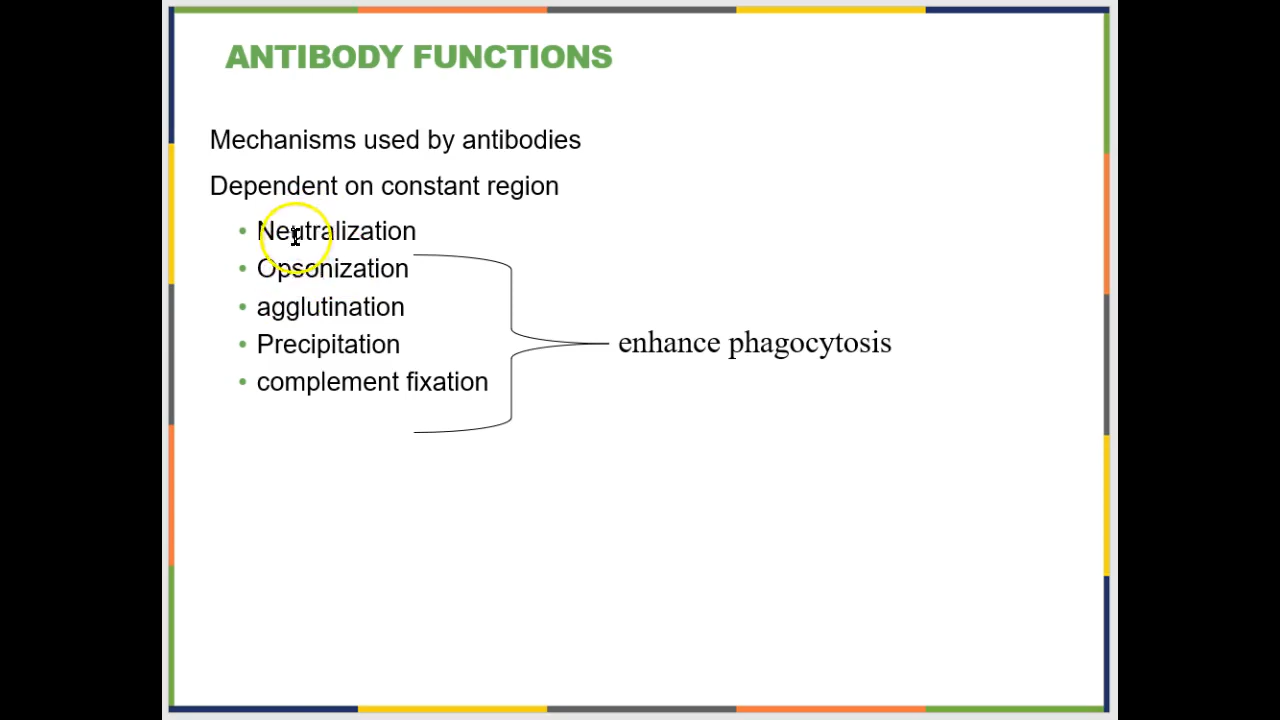 ANTIBODY FUNCTIONS
Mechanisms used by antibodies
Dependent on constant region
• Neutralization
• Opsonization
• agglutination
• Precipitation
• complement fixation
enhance phagocytosis